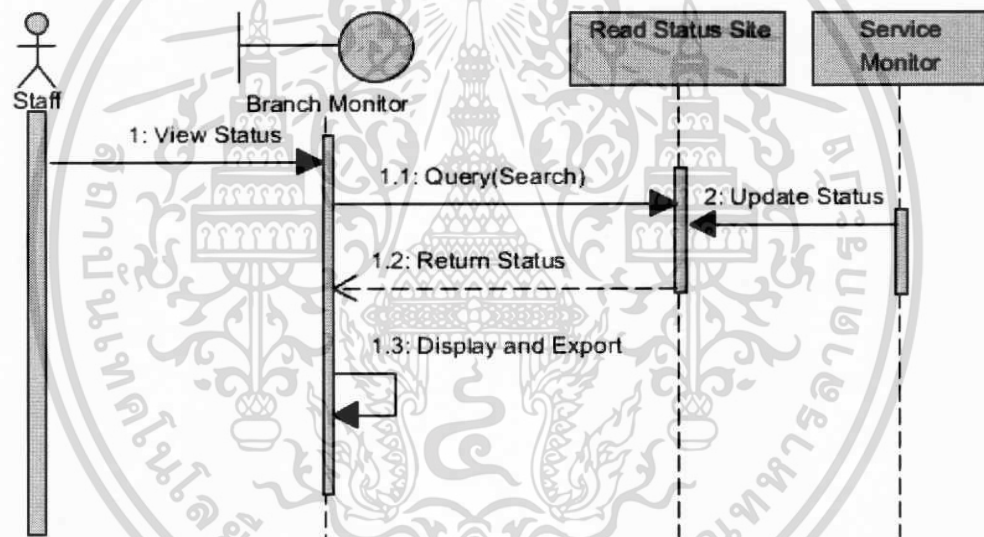 Staff
Branch Monitor
Read Status Site
Service
Monitor
1: View Status
1.1: Query(Search)
2: Update Status
1.2: Return Status
1.3: Display and Export